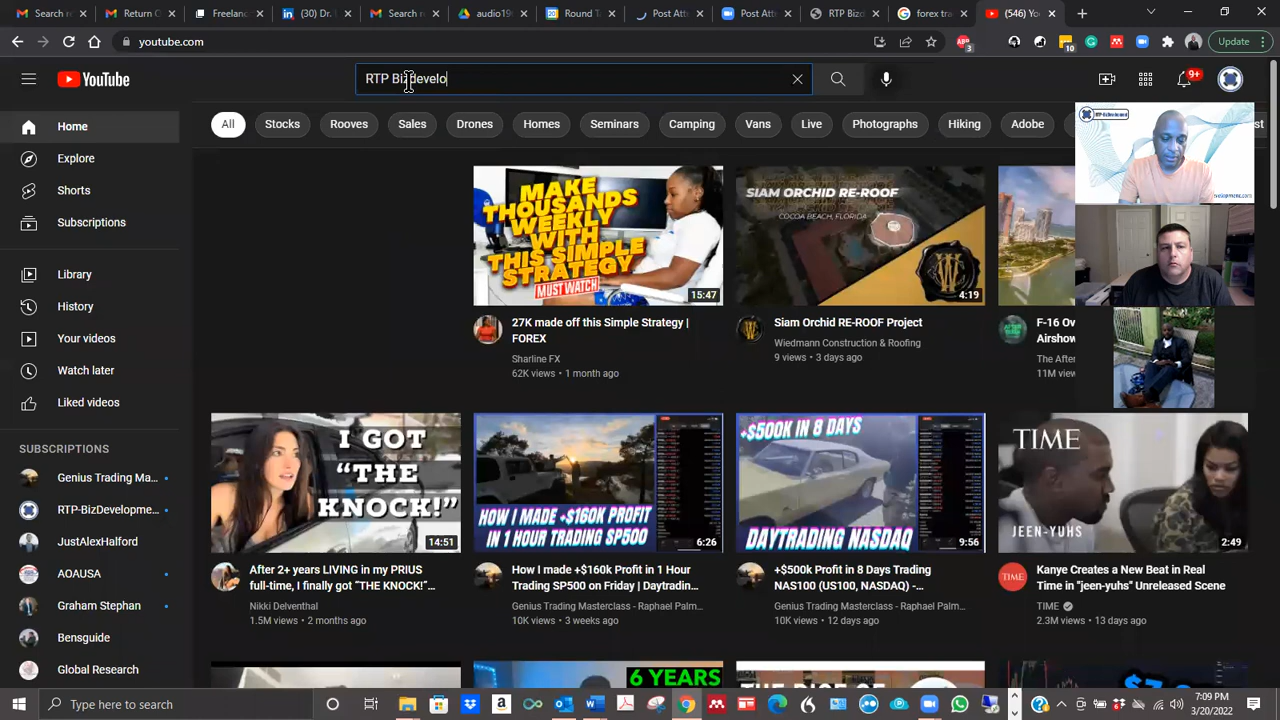 Search re
Return O
Freelanc
(30) Dr.
Search n
audio19
Round T
Post Atte
Post Atte
RTP Bizd
forex tra
(546) Yo
youtube.com
Update
YouTube
RTP Bizdevelo
9+
Home
Explore
Shorts
Subscriptions
Library
History
Your videos
Watch later
Liked videos
UBSCRIPTIONS
Genius Trading Ma...
RTP-BizDevelopme...
JustAlexHalford
AOAUSA
Graham Stephan
Bensguide
Global Research
All
Stocks
Rooves
Drones
Homes
Seminars
Camping
Vans
Live
Photographs
Hiking
Adobe
MAKE
THOUSANDS
WEEKLY
WITH
THIS SIMPLE
STRATEGY
MUST WATCH
15:47
27K made off this Simple Strategy |
FOREX
Sharline FX
62K views • 1 month ago
SIAM ORCHID RE-ROOF
COCOA BEACH, FLORIDA
4:19
Siam Orchid RE-ROOF Project
Wiedmann Construction & Roofing
9 views • 3 days ago
F-16 Ov
Airshow
The After
11M view
I GOT
“THE
KNOCK!”
14:51
After 2+ years LIVING in my PRIUS
full-time, I finally got “THE KNOCK!”...
Nikki Delventhal
1.5M views • 2 months ago
HOW I MADE +$160K PROFIT
IN 1 HOUR TRADING SP500
6:26
How I made +$160k Profit in 1 Hour
Trading SP500 on Friday | Daytradin...
Genius Trading Masterclass - Raphael Palm...
10K views • 3 weeks ago
+$500K IN 8 DAYS
DAYTRADING NASDAQ
9:56
+$500k Profit in 8 Days Trading
NAS100 (US100, NASDAQ) -...
Genius Trading Masterclass - Raphael Palm...
10K views • 12 days ago
TIME
JEEN-YUHS
2:49
Kanye Creates a New Beat in Real
Time in "jeen-yuhs" Unreleased Scene
TIME
2.3M views • 13 days ago
6 YEARS
Type here to search
7:09 PM
3/20/2022